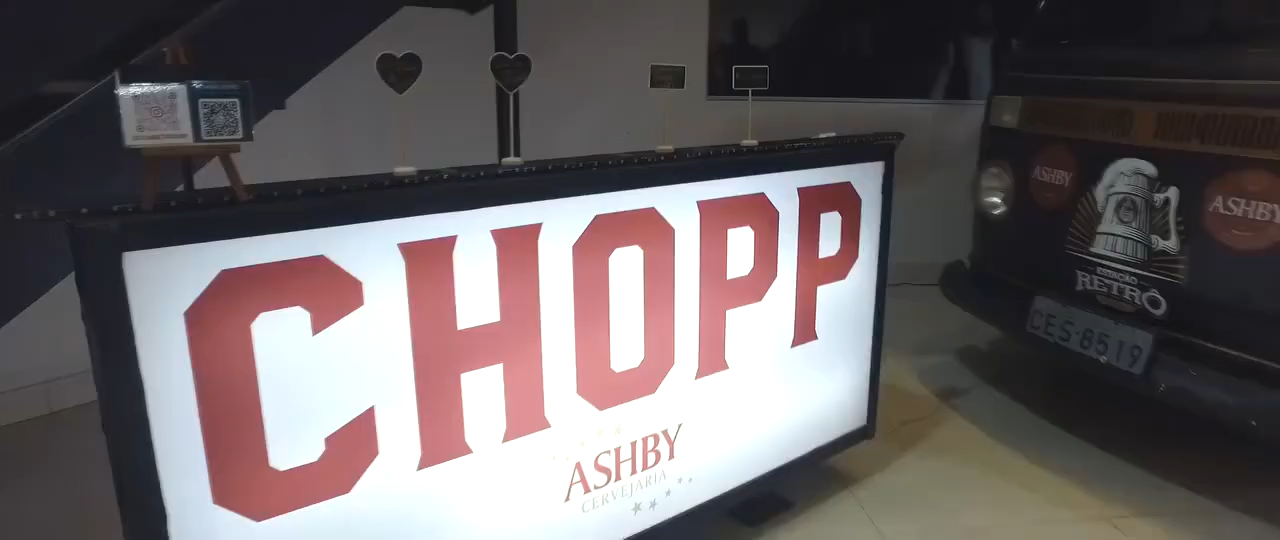 CHOPP
ASHBY
CERVEJARIA
ASHBY
ESTAÇÃO
RETRÔ
ASHBY
CES-8519